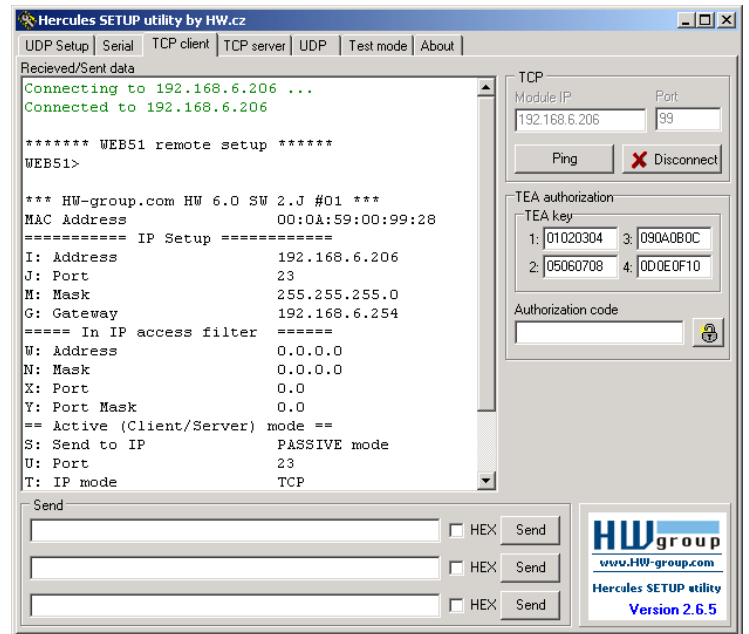 Hercules SETUP utility by HW.cz
UDP Setup Serial TCP client TCP server UDP Test mode About
Recieved/Sent data
Connecting to 192.168.6.206 ...
Connected to 192.168.6.206
******* WEB51 remote setup ******
WEB51>
*** HW-group.com HW 6.0 SW 2.J #01 ***
MAC Address 00:0A:59:00:99:28
=========== IP Setup ============
I: Address 192.168.6.206
J: Port 23
M: Mask 255.255.255.0
G: Gateway 192.168.6.254
===== In IP access filter ======
W: Address 0.0.0.0
N: Mask 0.0.0.0
X: Port 0.0
Y: Port Mask 0.0
== Active (Client/Server) mode ==
S: Send to IP PASSIVE mode
U: Port 23
T: IP mode TCP
TCP
Module IP Port
192.168.6.206 99
Ping Disconnect
TEA authorization
TEA key
1: 01020304 3: 090A0B0C
2: 05060708 4: 0D0E0F10
Authorization code
Send
HEX Send
HEX Send
HEX Send
HW group
www.HW-group.com
Hercules SETUP utility
Version 2.6.5